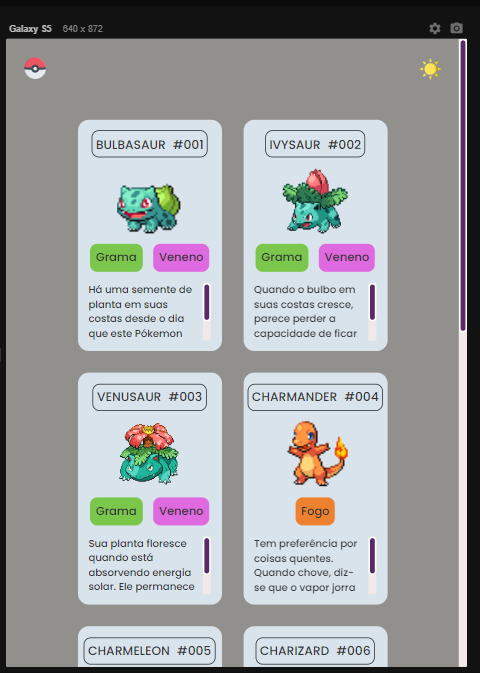 Galaxy S5 640 x 872
BULBASAUR #001
Grama Veneno
Há uma semente de
planta em suas
costas desde o dia
que este Pókemon
IVYSAUR #002
Grama Veneno
Quando o bulbo em
suas costas cresce,
parece perder a
capacidade de ficar
VENUSAUR #003
Grama Veneno
Sua planta floresce
quando está
absorvendo energia
solar. Ele permanece
CHARMANDER #004
Fogo
Tem preferência por
coisas quentes.
Quando chove, diz-
se que o vapor jorra
CHARMELEON #005
CHARIZARD #006